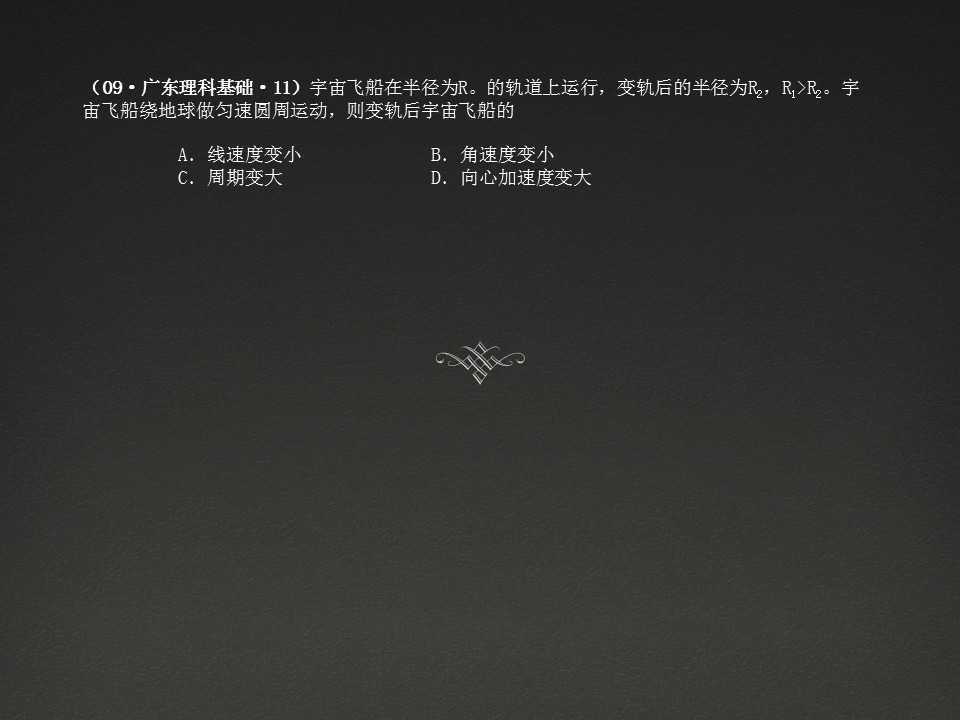 （09·广东理科基础·11）宇宙飞船在半径为R。的轨道上运行，变轨后的半径为R₂，R₁>R₂。宇
宙飞船绕地球做匀速圆周运动，则变轨后宇宙飞船的
A．线速度变小 B．角速度变小
C．周期变大 D．向心加速度变大